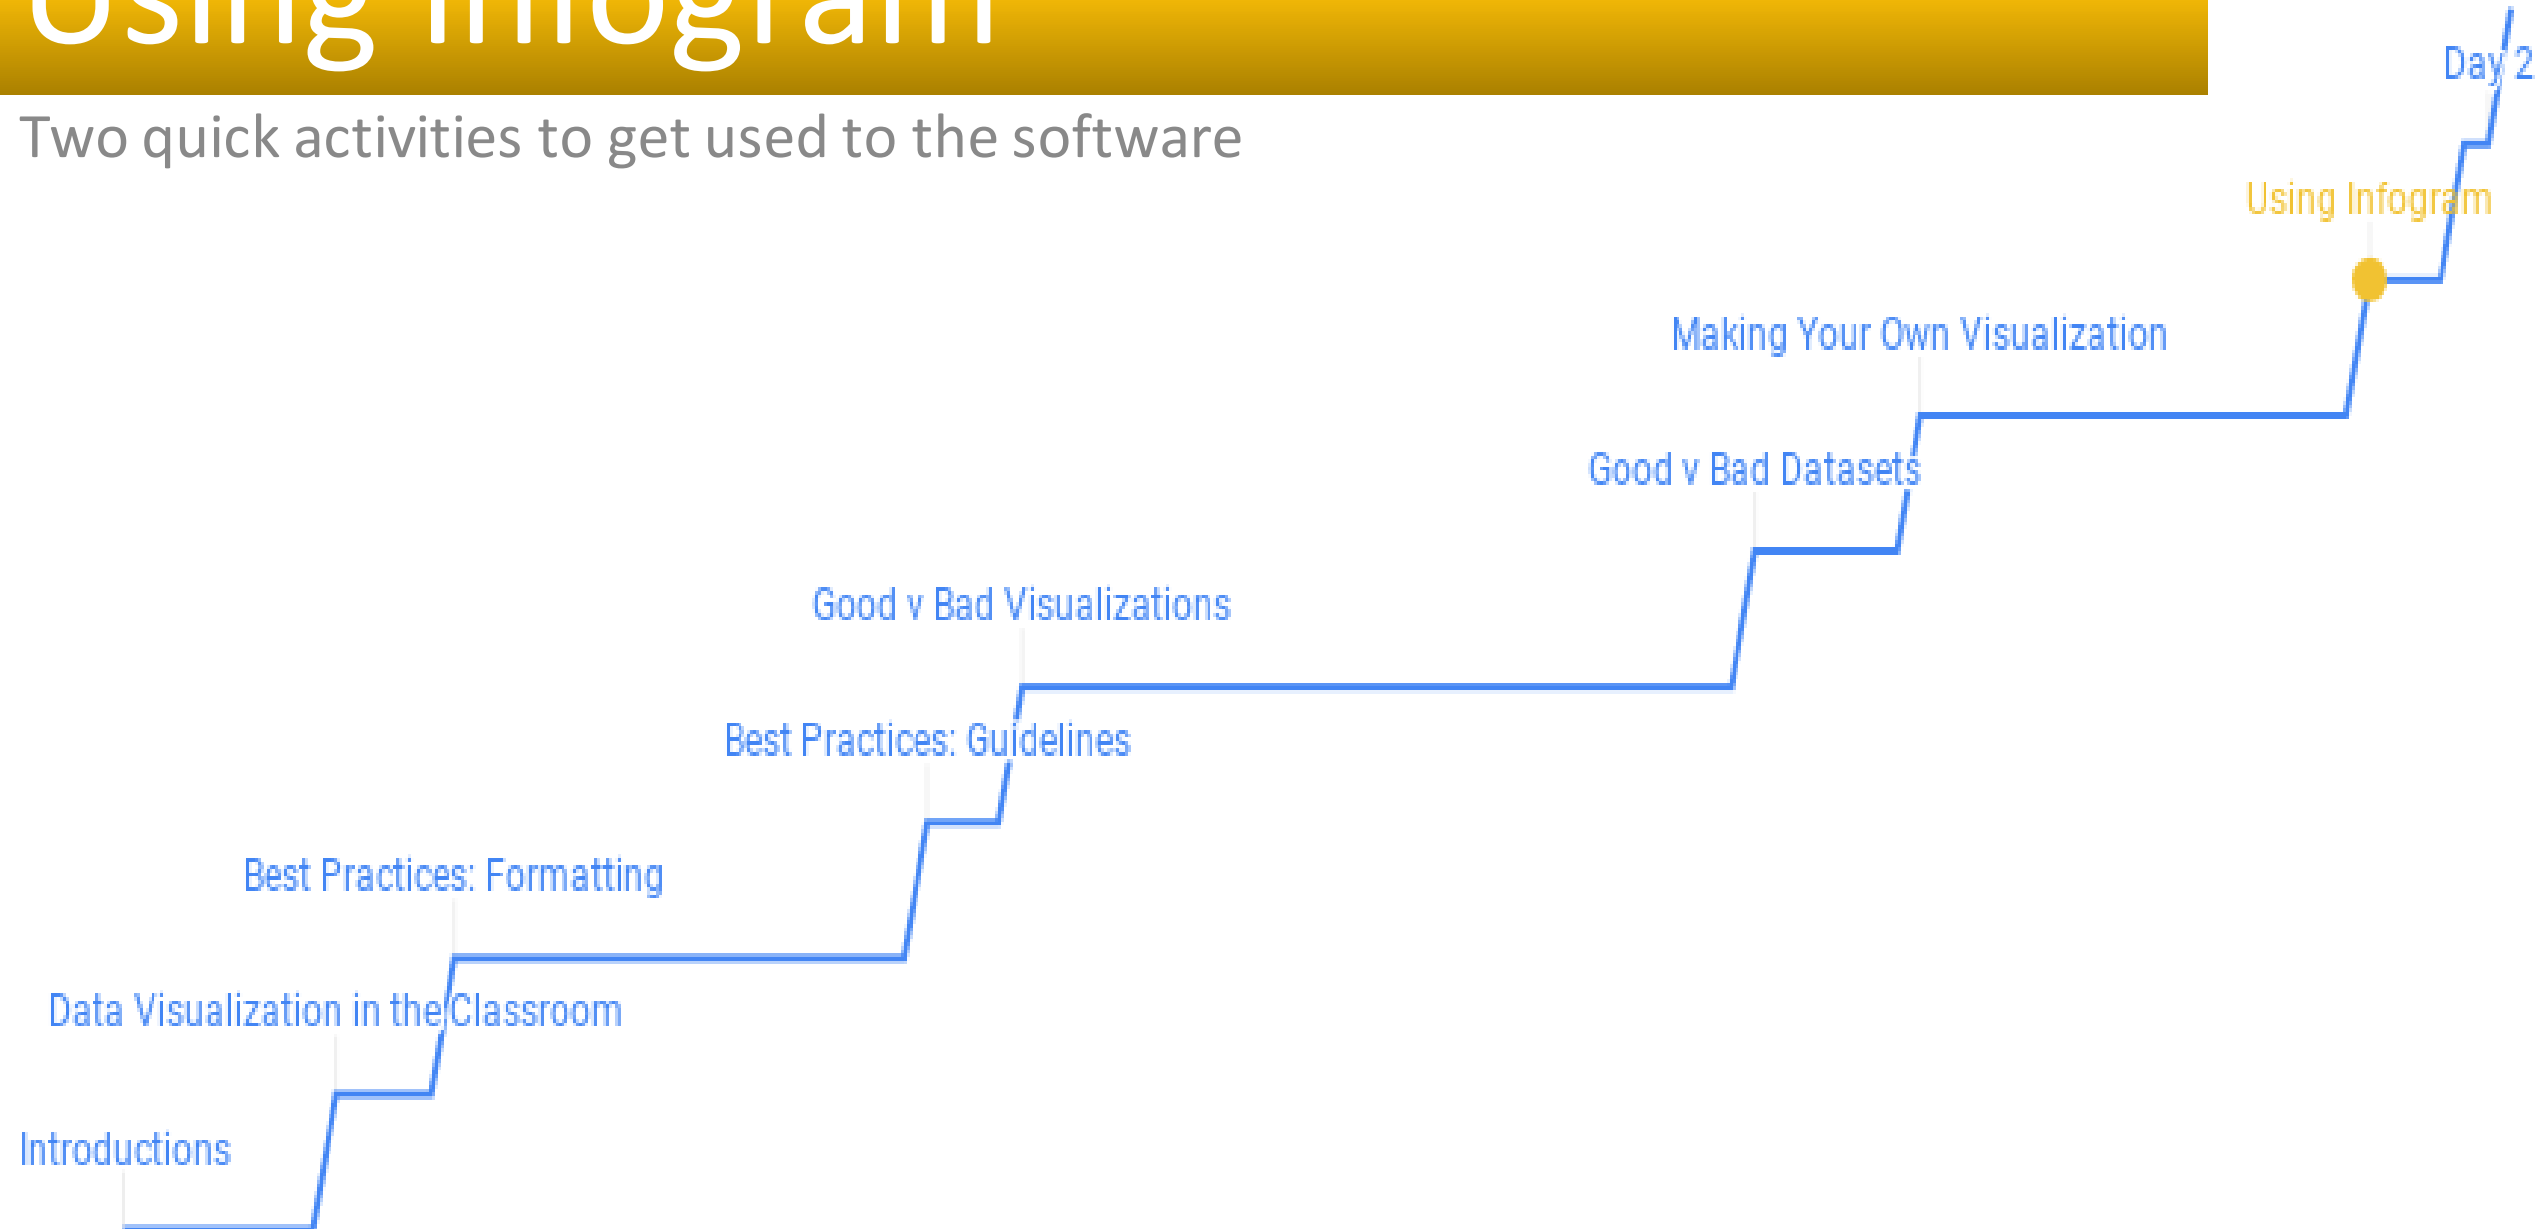 Using Infogram
Two quick activities to get used to the software
Day 2
Using Infogram
Making Your Own Visualization
Good v Bad Datasets
Good v Bad Visualizations
Best Practices: Guidelines
Best Practices: Formatting
Data Visualization in the Classroom
Introductions